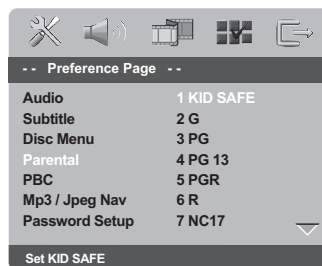 - - Preference Page - -
Audio 1 KID SAFE
Subtitle 2 G
Disc Menu 3 PG
Parental 4 PG 13
PBC 5 PGR
Mp3 / Jpeg Nav 6 R
Password Setup 7 NC17
Set KID SAFE